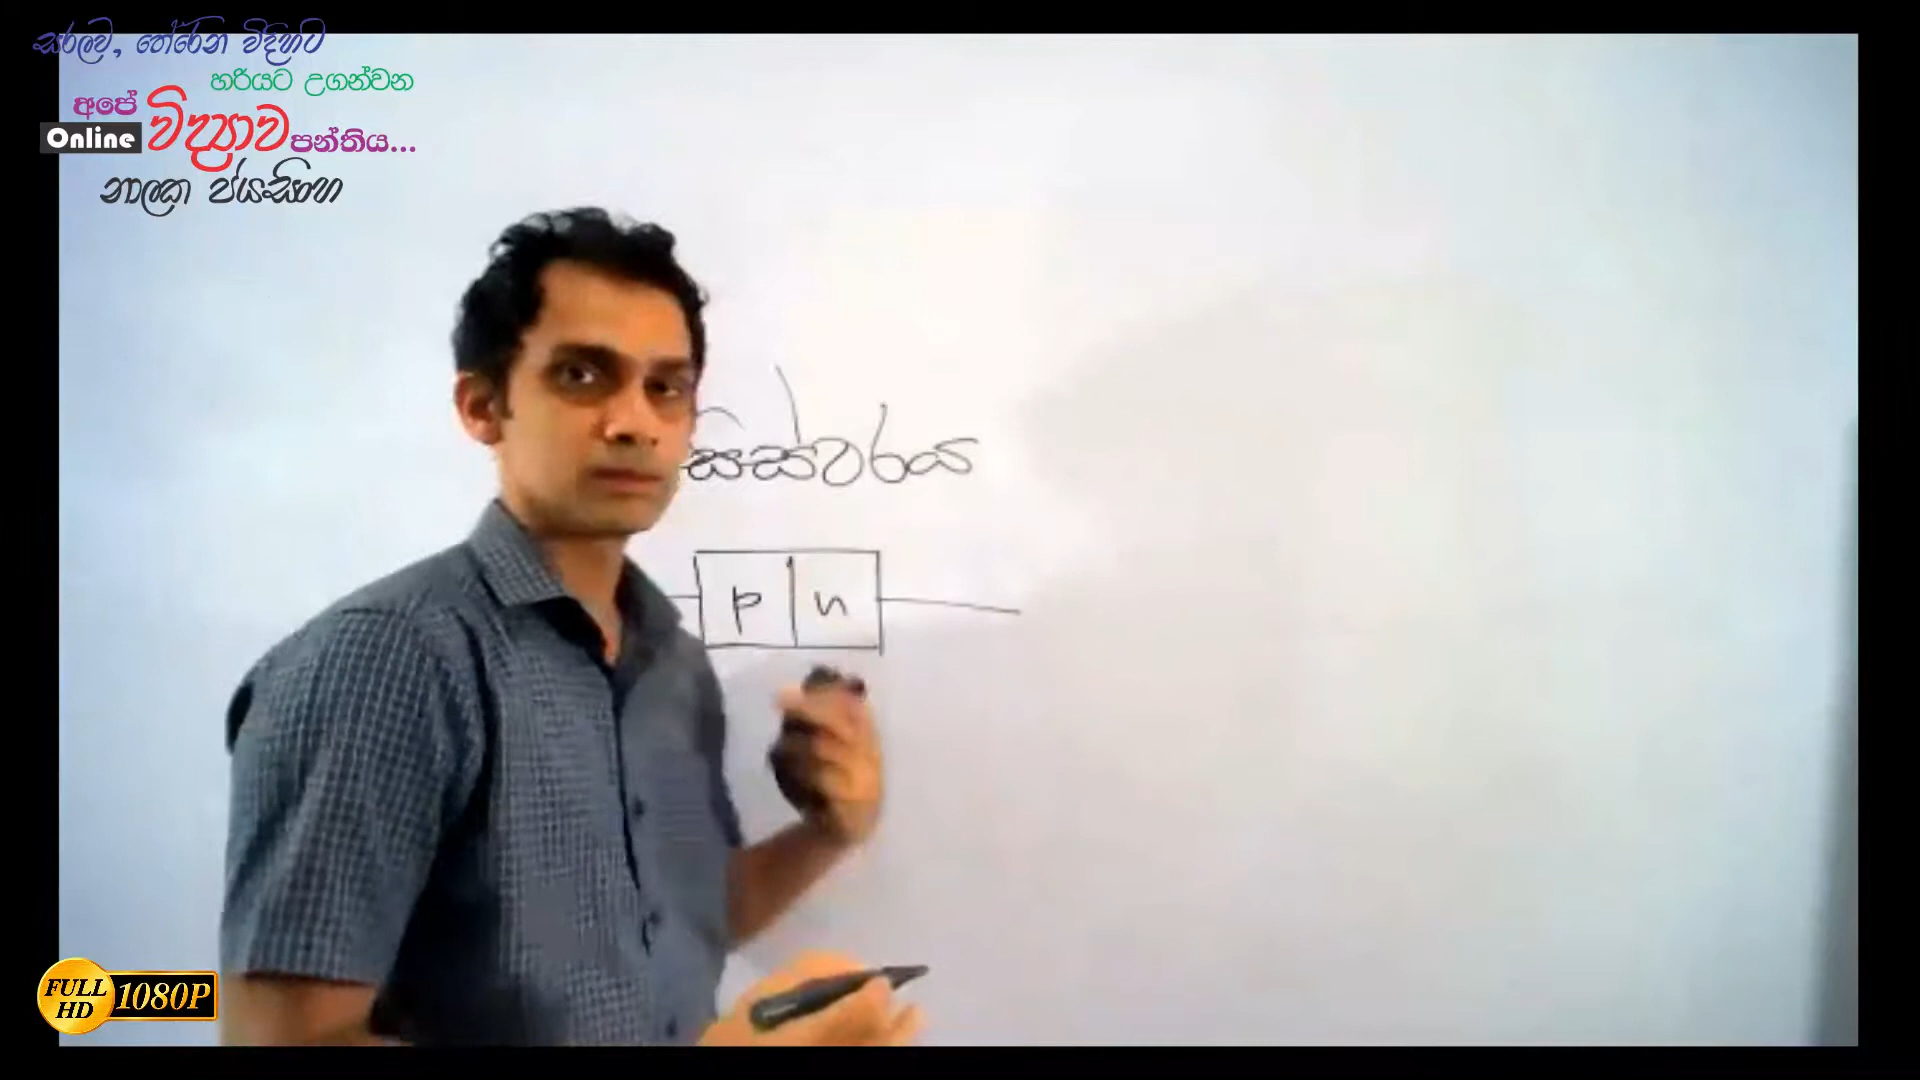 සරලව, තේරෙන විදිහට
හරියට උගන්වන
අපේ
Online විද්‍යාව පන්තිය...
නාලක ජයසිංහ
සිස්ටරය
p n
FULL HD 1080P